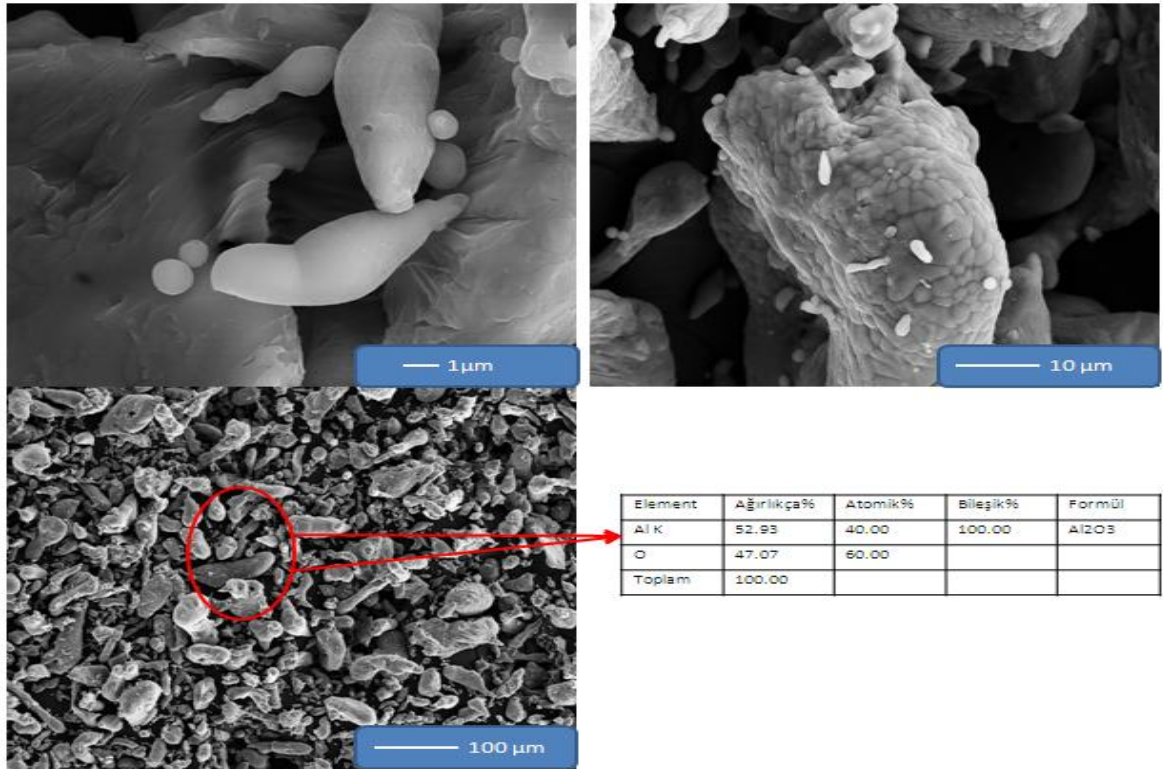 1µm
10 µm
100 µm
Element Ağırlıkça% Atomik% Bileşik% Formül
Al K 52.93 40.00 100.00 Al2O3
O 47.07 60.00
Toplam 100.00